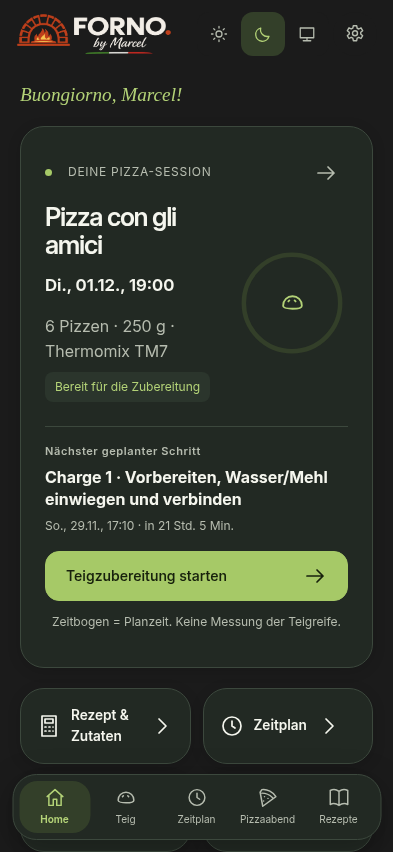 FORNO.
by Marcel
Buongiorno, Marcel!
DEINE PIZZA-SESSION
Pizza con gli
amici
Di., 01.12., 19:00
6 Pizzen · 250 g ·
Thermomix TM7
Bereit für die Zubereitung
Nächster geplanter Schritt
Charge 1 · Vorbereiten, Wasser/Mehl
einwiegen und verbinden
So., 29.11., 17:10 · in 21 Std. 5 Min.
Teigzubereitung starten
Zeitbogen = Planzeit. Keine Messung der Teigreife.
Rezept &
Zutaten
Zeitplan
Home
Teig
Zeitplan
Pizzaabend
Rezepte